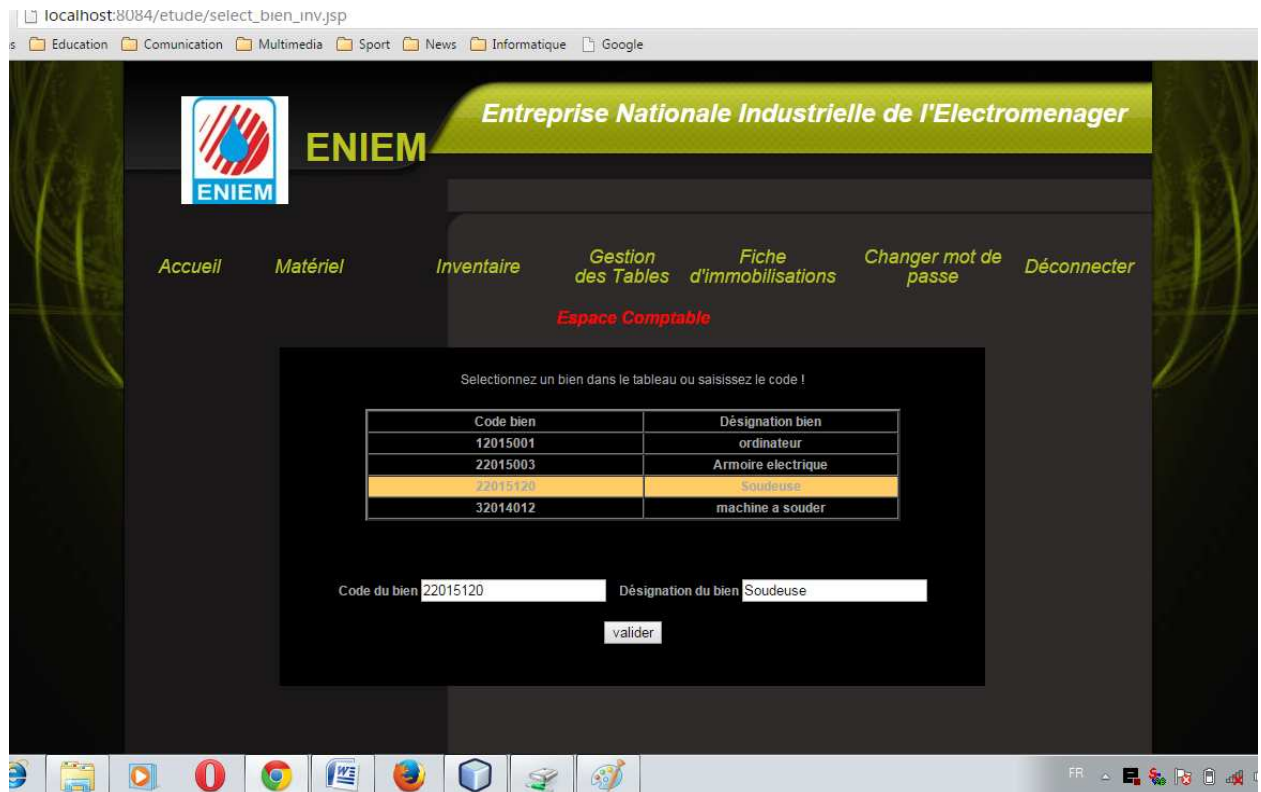 localhost:8084/etude/select_bien_inv.jsp
s Education Comunication Multimedia Sport News Informatique Google
Entreprise Nationale Industrielle de l'Electromenager
ENIEM
ENIEM
Accueil Matériel Inventaire Gestion des Tables Fiche d'immobilisations Changer mot de passe Déconnecter
Espace Comptable
Selectionnez un bien dans le tableau ou saisissez le code !
Code bien Dèsignation bien
12015001 ordinateur
22015003 Armoire electrique
22015120 Soudeuse
32014012 machine a souder
Code du bien 22015120 Dèsignation du bien Soudeuse
valider
FR